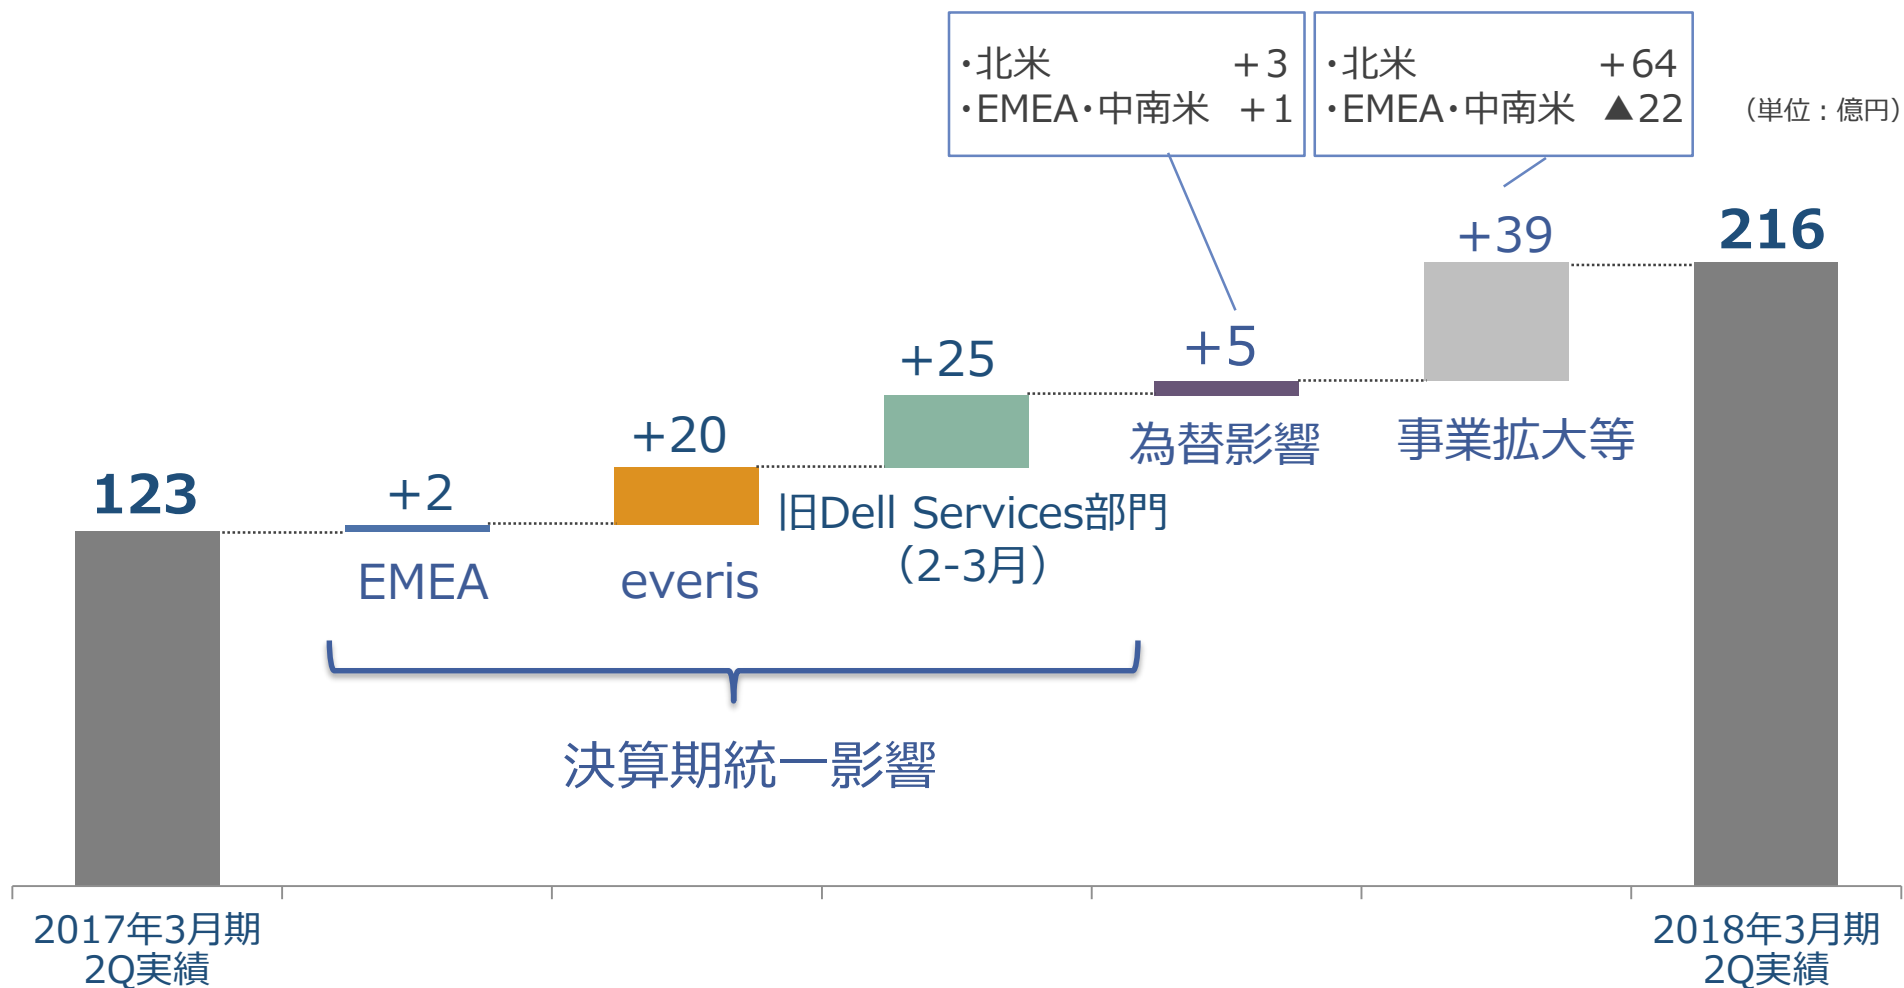 ・北米 +3
・EMEA・中南米 +1
・北米 +64
・EMEA・中南米 ▲22
（単位：億円）
123
+2
+20
+25
+5
+39
216
EMEA
everis
旧Dell Services部門
（2-3月）
為替影響
事業拡大等
決算期統一影響
2017年3月期
2Q実績
2018年3月期
2Q実績